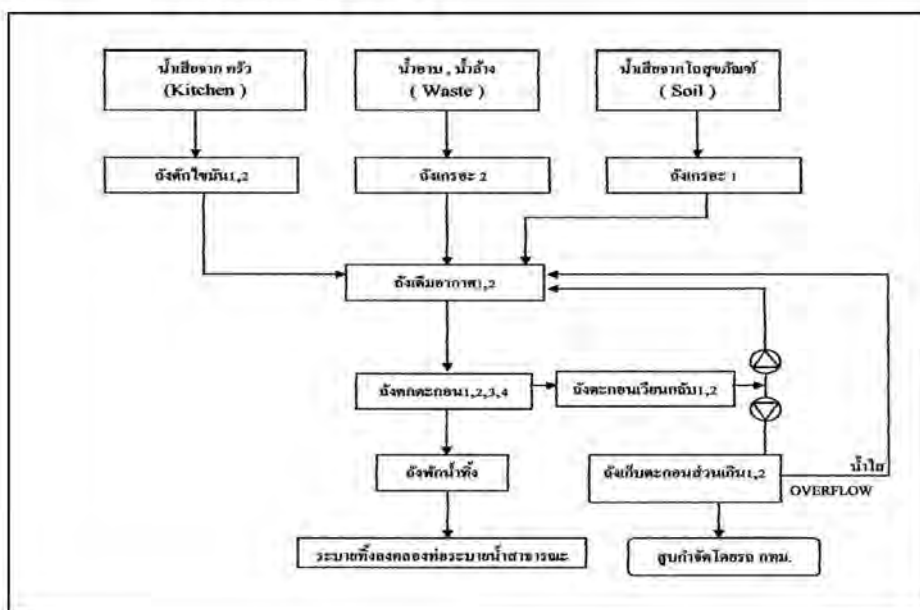 น้ำเสียจาก ครัว
(Kitchen )
น้ำอาบ , น้ำล้าง
( Waste )
น้ำเสียจากโถสุขภัณฑ์
( Soil )
ถังดักไขมัน1,2
ถังเกรอะ 2
ถังเกรอะ 1
ถังเติมอากาศ1,2
ถังตกตะกอน1,2,3,4
ถังตะกอนเวียนกลับ1,2
ถังพักน้ำทิ้ง
ถังเก็บตะกอนส่วนเกิน1,2
น้ำใส
OVERFLOW
ระบายทิ้งลงคลองท่อระบายน้ำสาธารณะ
สูบกำจัดโดยรถ กทม.